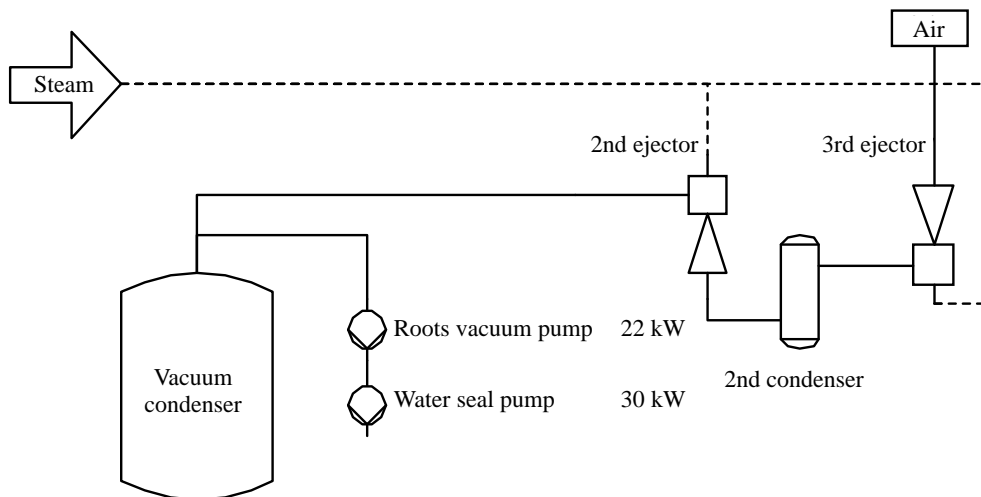 Air
Steam
2nd ejector
3rd ejector
Roots vacuum pump 22 kW
Vacuum
condenser
2nd condenser
Water seal pump 30 kW